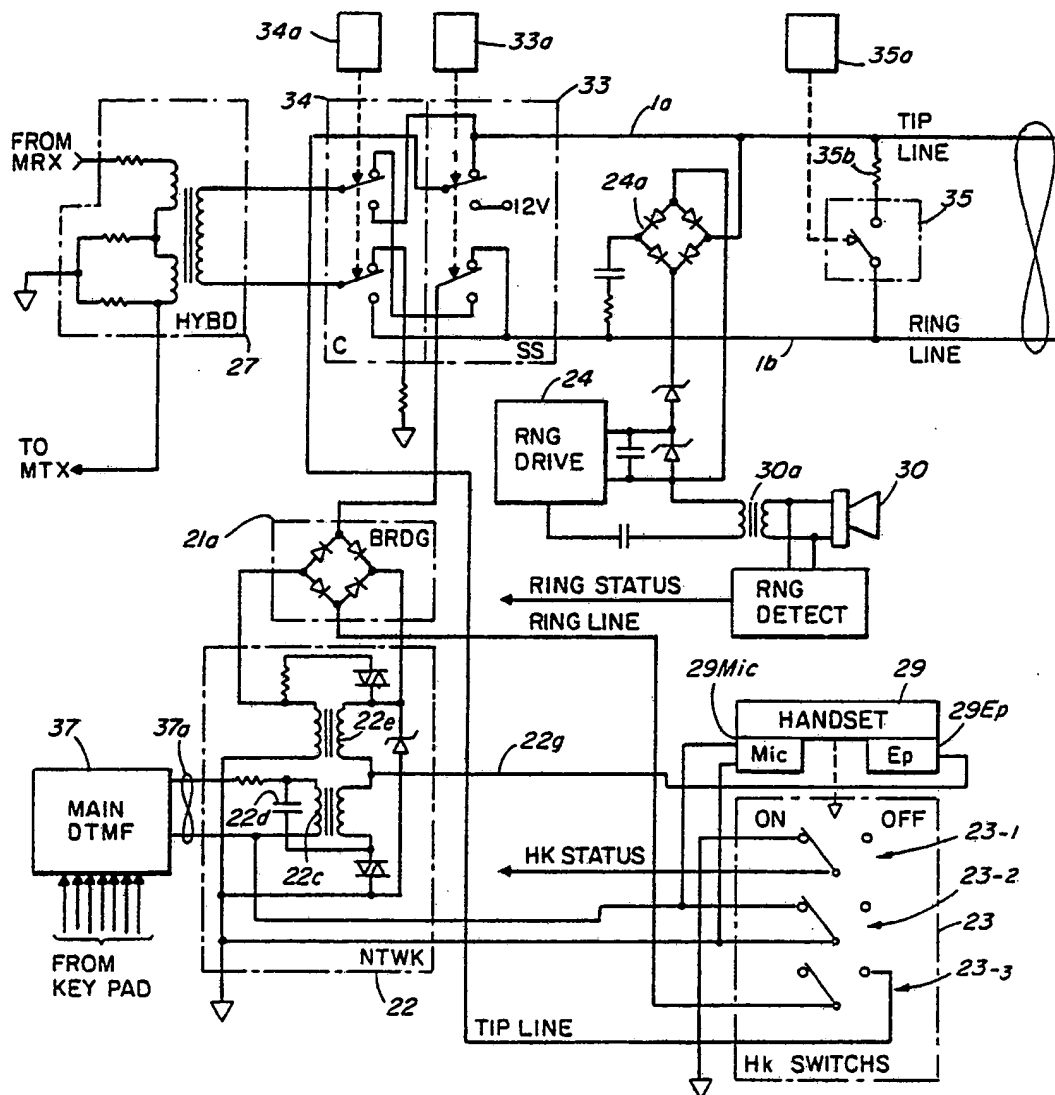 34a
33a
35a
34
33
1a
FROM
MRX
TIP
LINE
35b
24a
12V
35
HYBD
C
SS
RING
LINE
27
1b
24
TO
MTX
RNG
DRIVE
30a
30
21a
BRDG
RING STATUS
RNG
DETECT
RING LINE
29Mic
29
HANDSET
29Ep
37
37a
22e
22g
Mic
Ep
MAIN
DTMF
22d
ON
OFF
23-1
22c
HK STATUS
23-2
23
FROM
KEY PAD
NTWK
23-3
22
TIP LINE
Hk SWITCHS